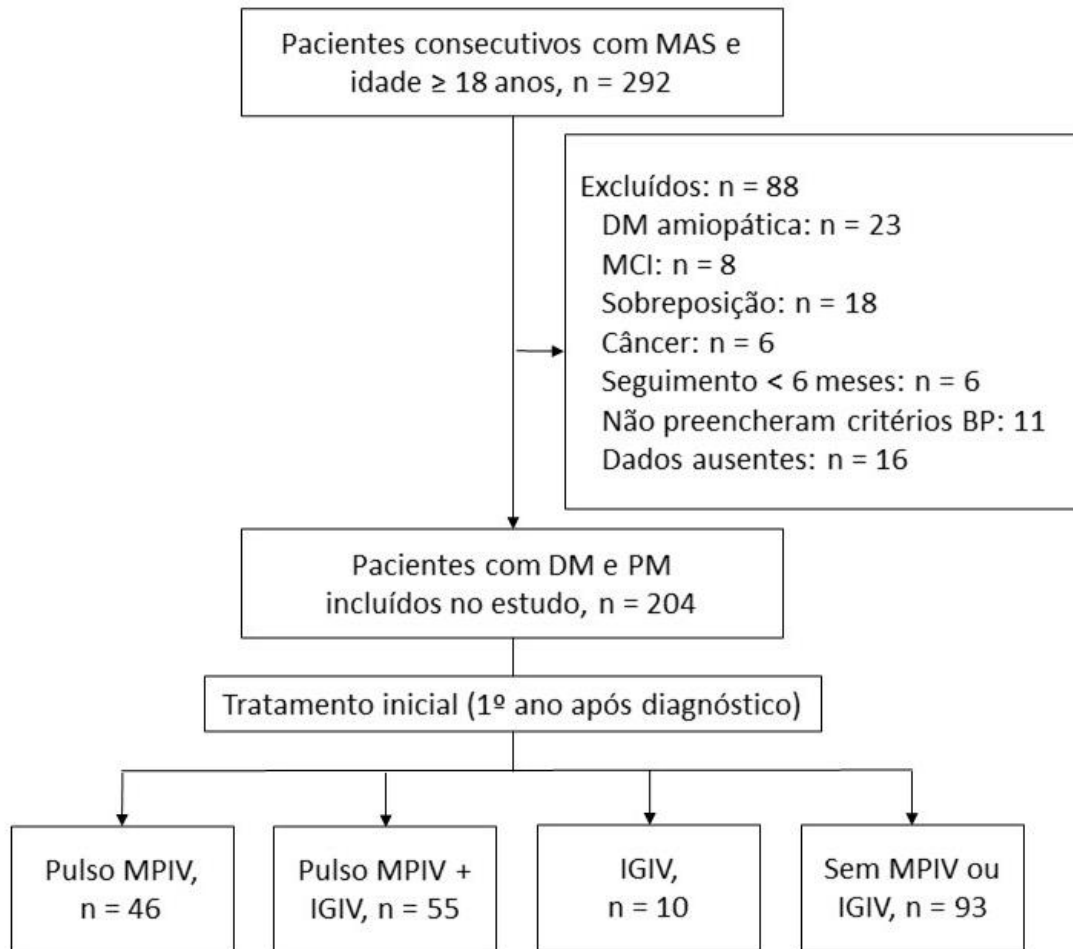 Pacientes consecutivos com MAS e
idade ≥ 18 anos, n = 292
Excluídos: n = 88
DM amiopática: n = 23
MCI: n = 8
Sobreposição: n = 18
Câncer: n = 6
Seguimento < 6 meses: n = 6
Não preencheram critérios BP: 11
Dados ausentes: n = 16
Pacientes com DM e PM
incluídos no estudo, n = 204
Tratamento inicial (1º ano após diagnóstico)
Pulso MPIV,
n = 46
Pulso MPIV +
IGIV, n = 55
IGIV,
n = 10
Sem MPIV ou
IGIV, n = 93